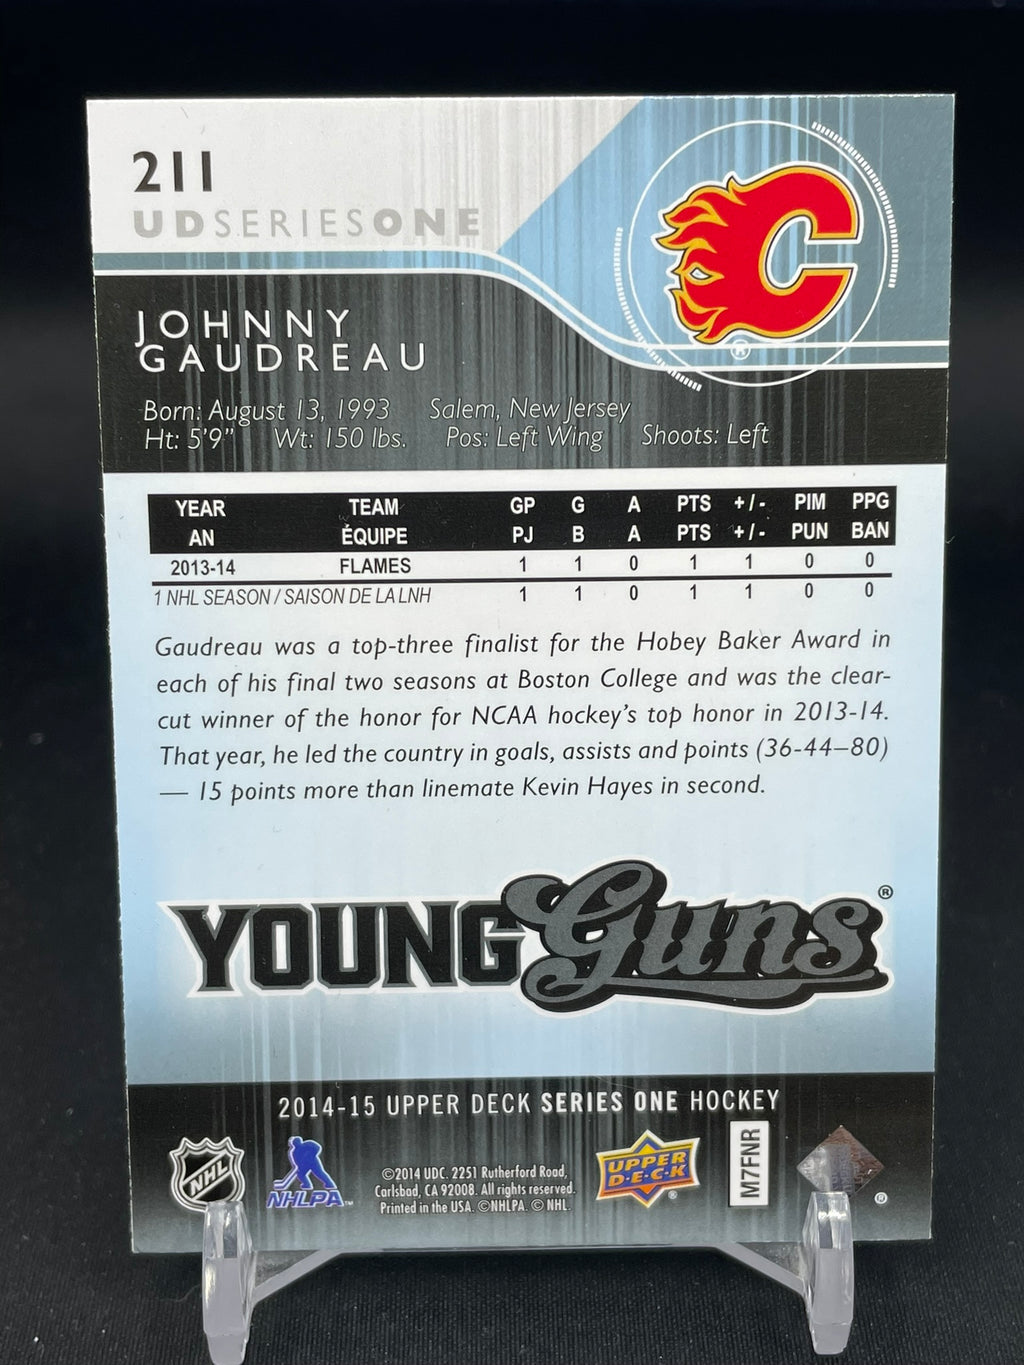 211
UDSERIESONE
JOHNNY
GAUDREAU
Born: August 13, 1993 Salem, New Jersey
Ht: 5'9" Wt: 150 lbs. Pos: Left Wing Shoots: Left
YEAR TEAM GP G A PTS +/- PIM PPG
AN ÉQUIPE PJ B A PTS +/- PUN BAN
2013-14 FLAMES 1 1 0 1 1 0 0
1 NHL SEASON / SAISON DE LA LNH 1 1 0 1 1 0 0
Gaudreau was a top-three finalist for the Hobey Baker Award in
each of his final two seasons at Boston College and was the clear-
cut winner of the honor for NCAA hockey's top honor in 2013-14.
That year, he led the country in goals, assists and points (36-44–80)
— 15 points more than linemate Kevin Hayes in second.
YOUNG Guns®
2014-15 UPPER DECK SERIES ONE HOCKEY
NHL
NHLPA™
©2014 UDC. 2251 Rutherford Road,
Carlsbad, CA 92008. All rights reserved.
Printed in the USA. ©NHLPA. © NHL.
UPPER
D·E·C·K
®
M7FNR
®